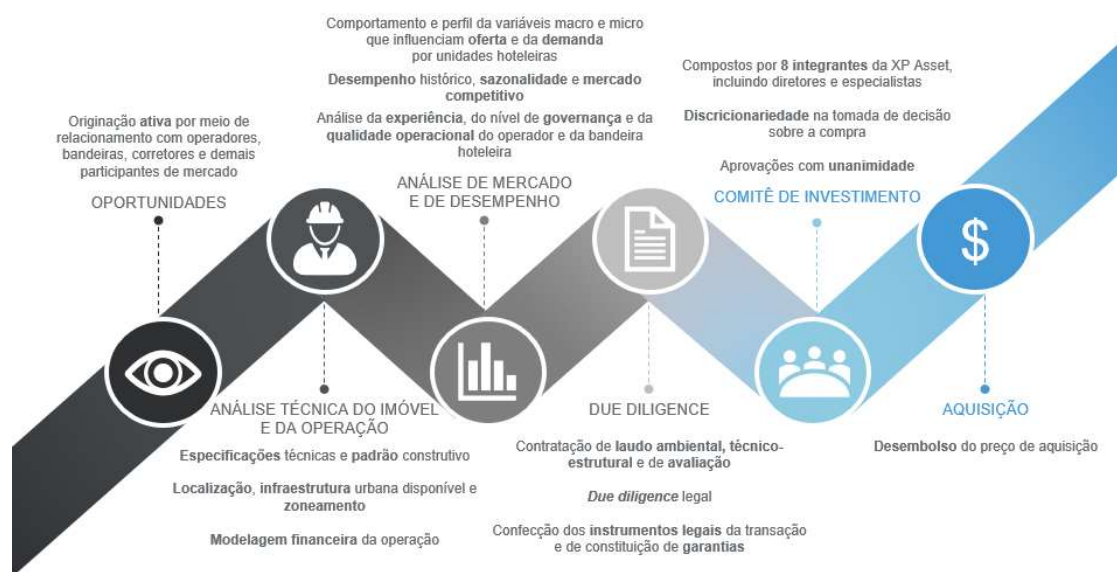 Originação ativa por meio de
relacionamento com operadores,
bandeiras, corretores e demais
participantes de mercado
OPORTUNIDADES
ANÁLISE TÉCNICA DO IMÓVEL
E DA OPERAÇÃO
Especificações técnicas e padrão construtivo
Localização, infraestrutura urbana disponível e
zoneamento
Modelagem financeira da operação
Comportamento e perfil da variáveis macro e micro
que influenciam oferta e da demanda
por unidades hoteleiras
Desempenho histórico, sazonalidade e mercado
competitivo
Análise da experiência, do nível de governança e da
qualidade operacional do operador e da bandeira
hoteleira
ANÁLISE DE MERCADO
E DE DESEMPENHO
DUE DILIGENCE
Contratação de laudo ambiental, técnico-
estrutural e de avaliação
Due diligence legal
Confecção dos instrumentos legais da transação
e de constituição de garantias
Compostos por 8 integrantes da XP Asset,
incluindo diretores e especialistas
Discricionariedade na tomada de decisão
sobre a compra
Aprovações com unanimidade
COMITÊ DE INVESTIMENTO
$
AQUISIÇÃO
Desembolso do preço de aquisição